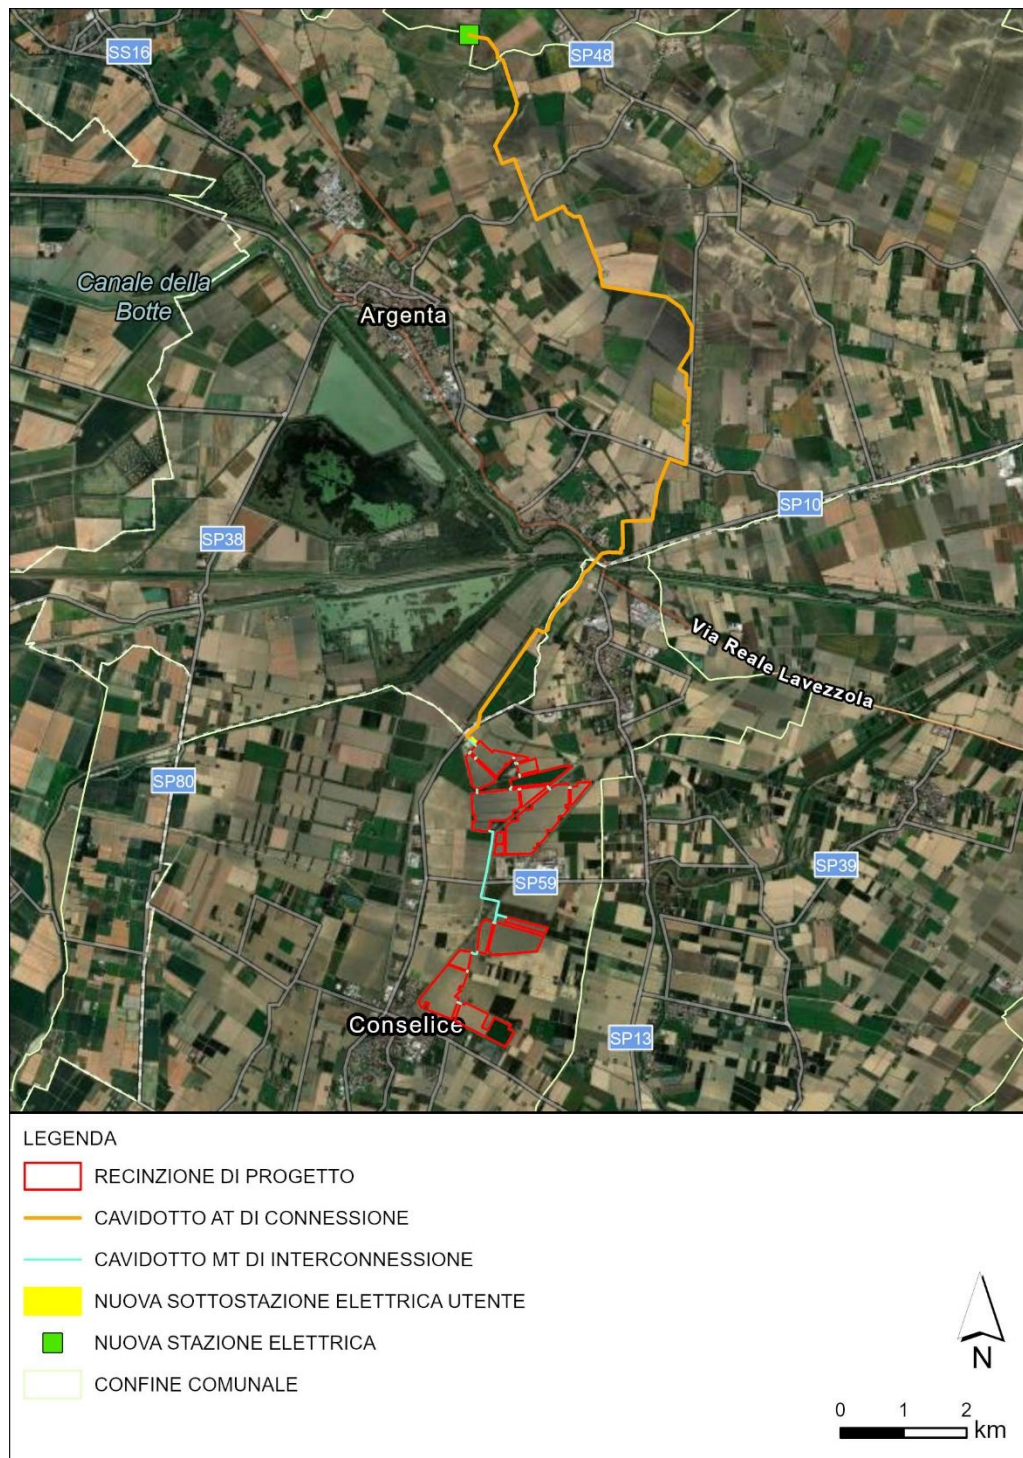 SS16
SP48
Canale della
Botte
Argenta
SP10
SP38
Via Reale Lavezzola
SP80
SP39
SP59
Conselice
SP13
LEGENDA
RECINZIONE DI PROGETTO
CAVIDOTTO AT DI CONNESSIONE
CAVIDOTTO MT DI INTERCONNESSIONE
NUOVA SOTTOSTAZIONE ELETTRICA UTENTE
NUOVA STAZIONE ELETTRICA
CONFINE COMUNALE
N
0 1 2
km